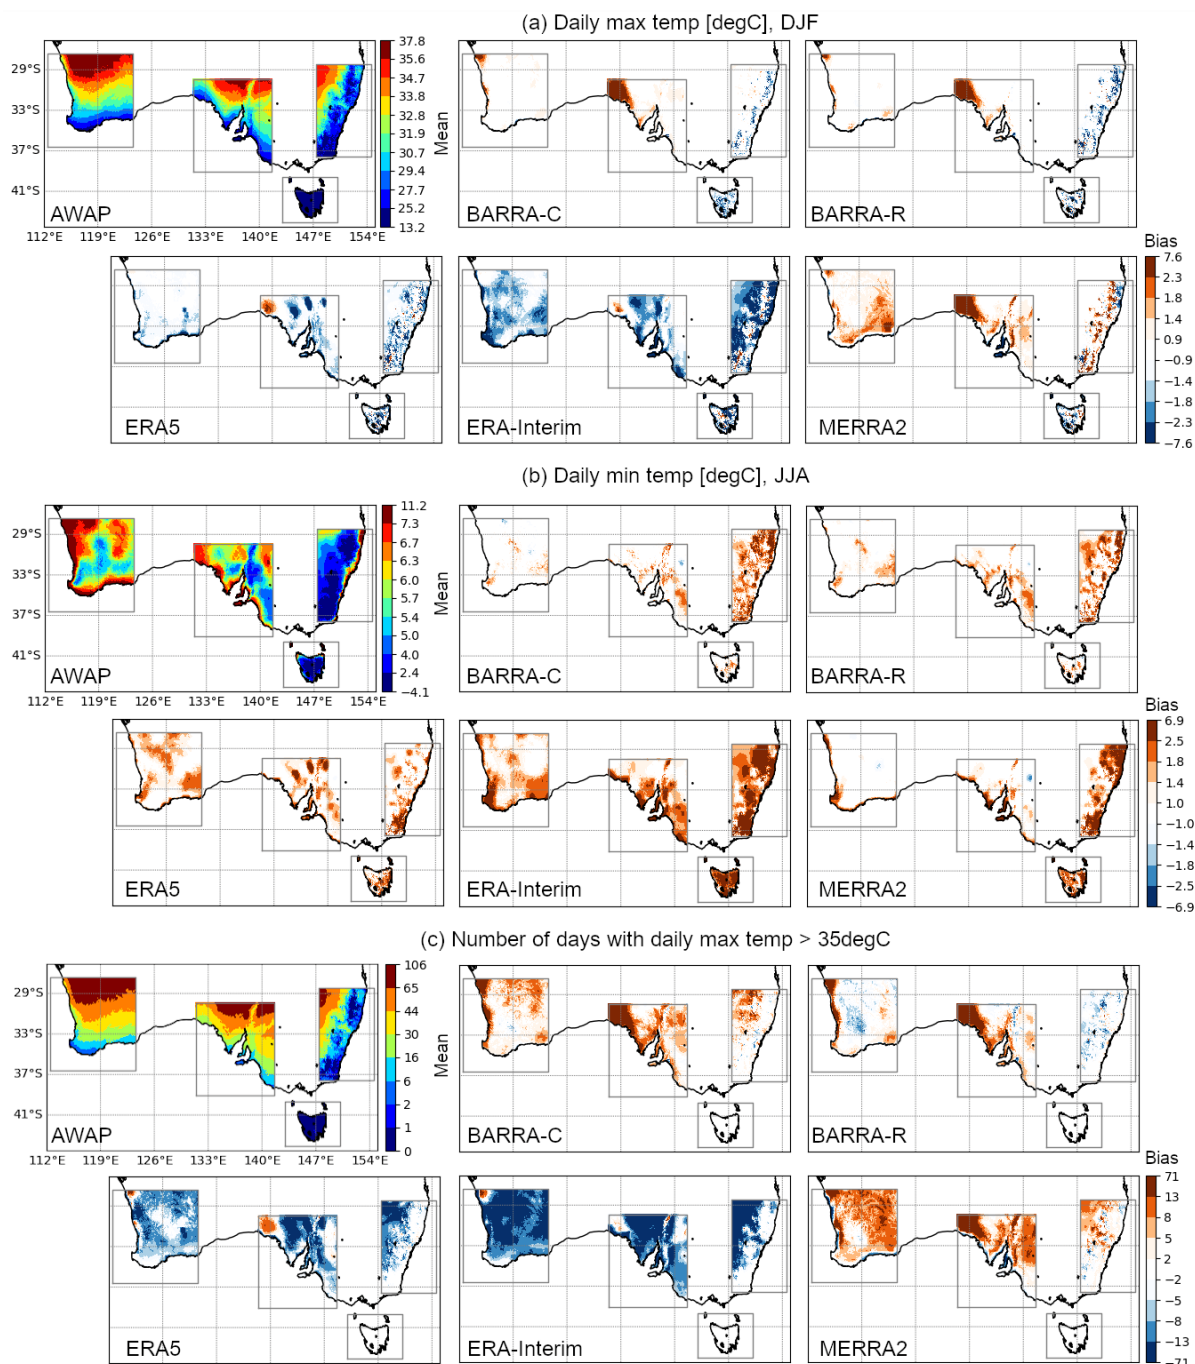 (a) Daily max temp [degC], DJF
29°S
33°S
37°S
41°S
AWAP
112°E 119°E 126°E 133°E 140°E 147°E 154°E
37.8
35.6
34.7
33.8
32.8
31.9
30.7
29.4
27.7
25.2
13.2
Mean
BARRA-C
BARRA-R
ERA5
ERA-Interim
MERRA2
Bias
7.6
2.3
1.8
1.4
0.9
−0.9
−1.4
−1.8
−2.3
−7.6
(b) Daily min temp [degC], JJA
29°S
33°S
37°S
41°S
AWAP
112°E 119°E 126°E 133°E 140°E 147°E 154°E
11.2
7.3
6.7
6.3
6.0
5.7
5.4
5.0
4.0
2.4
−4.1
Mean
BARRA-C
BARRA-R
ERA5
ERA-Interim
MERRA2
Bias
6.9
2.5
1.8
1.4
1.0
−1.0
−1.4
−1.8
−2.5
−6.9
(c) Number of days with daily max temp > 35degC
29°S
33°S
37°S
41°S
AWAP
112°E 119°E 126°E 133°E 140°E 147°E 154°E
106
65
44
30
16
6
2
1
0
Mean
BARRA-C
BARRA-R
ERA5
ERA-Interim
MERRA2
Bias
71
13
8
5
2
−2
−5
−8
−13
−71